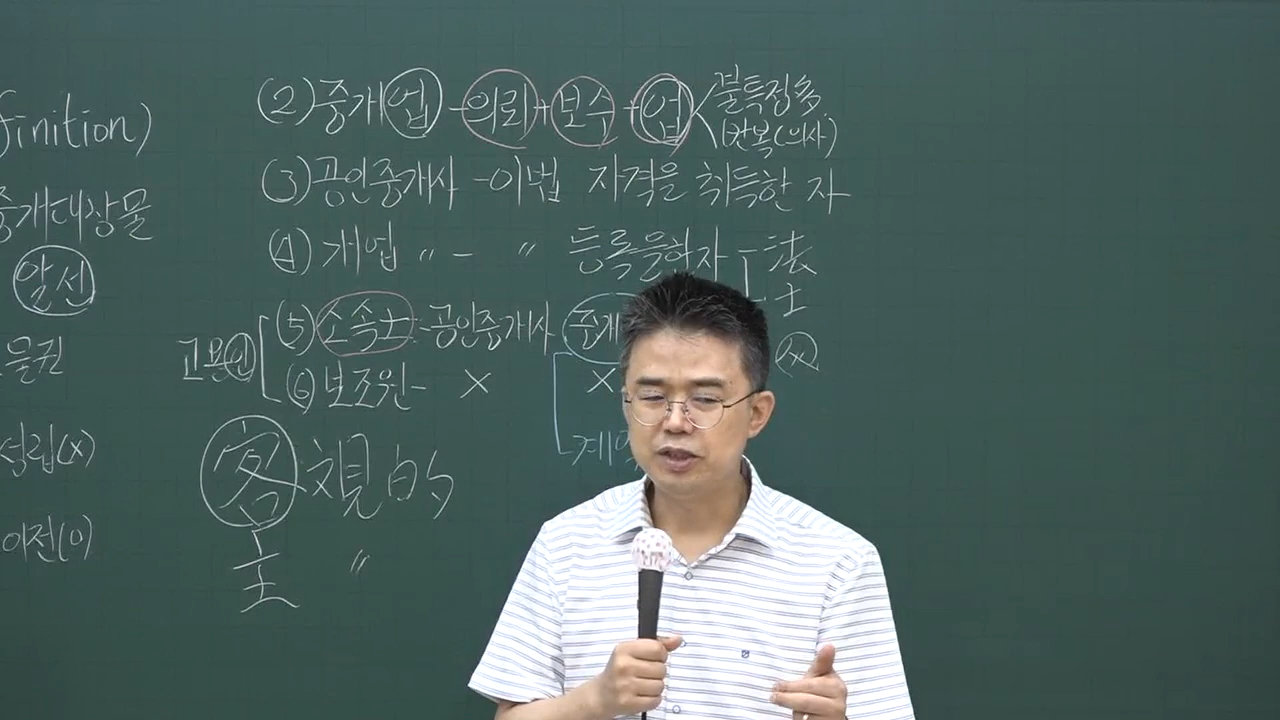 finition)
중개대상물
알선
물권
성립(x)
이전(0)
(2) 중개업 - 의뢰 + 보수 + 업 < 불특정多.
반복(의사)
(3) 공인중개사 - 이법 자격을 취득한 자
(4) 개업 〃 - 〃 등록을한자 法
士
(5) 소속士 - 공인중개사 중개
고용인
(6) 보조원 - X X
계약
客觀的
主 〃